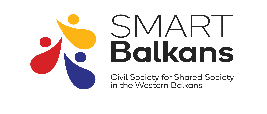 SMART
Balkans
Civil Society for Shared Society
in the Western Balkans